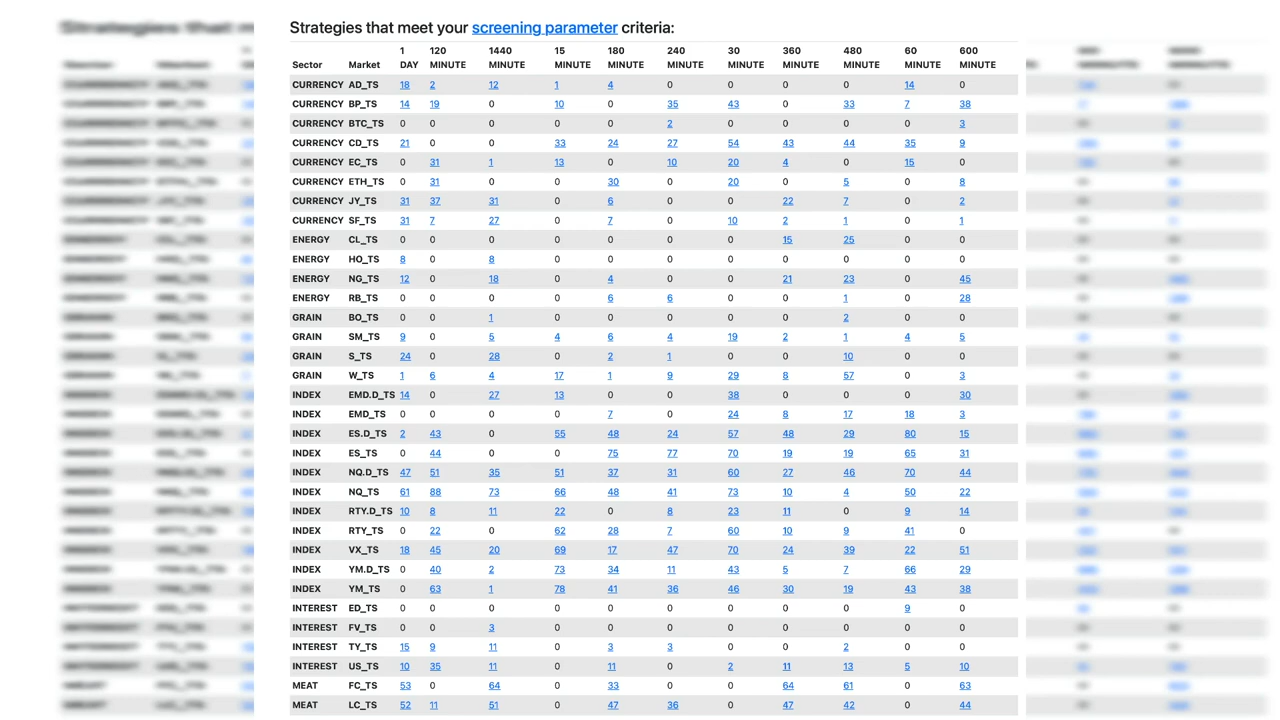 Strategies that meet your screening parameter criteria:
1 120 1440 15 180 240 30 360 480 60 600
Sector Market DAY MINUTE MINUTE MINUTE MINUTE MINUTE MINUTE MINUTE MINUTE MINUTE MINUTE
CURRENCY AD_TS 18 2 12 1 4 0 0 0 0 14 0
CURRENCY BP_TS 14 19 0 10 0 35 43 0 33 7 38
CURRENCY BTC_TS 0 0 0 0 0 2 0 0 0 0 3
CURRENCY CD_TS 21 0 0 33 24 27 54 43 44 35 9
CURRENCY EC_TS 0 31 1 13 0 10 20 4 0 15 0
CURRENCY ETH_TS 0 31 0 0 30 0 20 0 5 0 8
CURRENCY JY_TS 31 37 31 0 6 0 0 22 7 0 2
CURRENCY SF_TS 31 7 27 0 7 0 10 2 1 0 1
ENERGY CL_TS 0 0 0 0 0 0 0 15 25 0 0
ENERGY HO_TS 8 0 8 0 0 0 0 0 0 0 0
ENERGY NG_TS 12 0 18 0 4 0 0 21 23 0 45
ENERGY RB_TS 0 0 0 0 6 6 0 0 1 0 28
GRAIN BO_TS 0 0 1 0 0 0 0 0 2 0 0
GRAIN SM_TS 9 0 5 4 6 4 19 2 1 4 5
GRAIN S_TS 24 0 28 0 2 1 0 0 10 0 0
GRAIN W_TS 1 6 4 17 1 9 29 8 57 0 3
INDEX EMD.D_TS 14 0 27 13 0 0 38 0 0 0 30
INDEX EMD_TS 0 0 0 0 7 0 24 8 17 18 3
INDEX ES.D_TS 2 43 0 55 48 24 57 48 29 80 15
INDEX ES_TS 0 44 0 0 75 77 70 19 19 65 31
INDEX NQ.D_TS 47 51 35 51 37 31 60 27 46 70 44
INDEX NQ_TS 61 88 73 66 48 41 73 10 4 50 22
INDEX RTY.D_TS 10 8 11 22 0 8 23 11 0 9 14
INDEX RTY_TS 0 22 0 62 28 7 60 10 9 41 0
INDEX VX_TS 18 45 20 69 17 47 70 24 39 22 51
INDEX YM.D_TS 0 40 2 73 34 11 43 5 7 66 29
INDEX YM_TS 0 63 1 78 41 36 46 30 19 43 38
INTEREST ED_TS 0 0 0 0 0 0 0 0 0 9 0
INTEREST FV_TS 0 0 3 0 0 0 0 0 0 0 0
INTEREST TY_TS 15 9 11 0 3 3 0 0 2 0 0
INTEREST US_TS 10 35 11 0 11 0 2 11 13 5 10
MEAT FC_TS 53 0 64 0 33 0 0 64 61 0 63
MEAT LC_TS 52 11 51 0 47 36 0 47 42 0 44